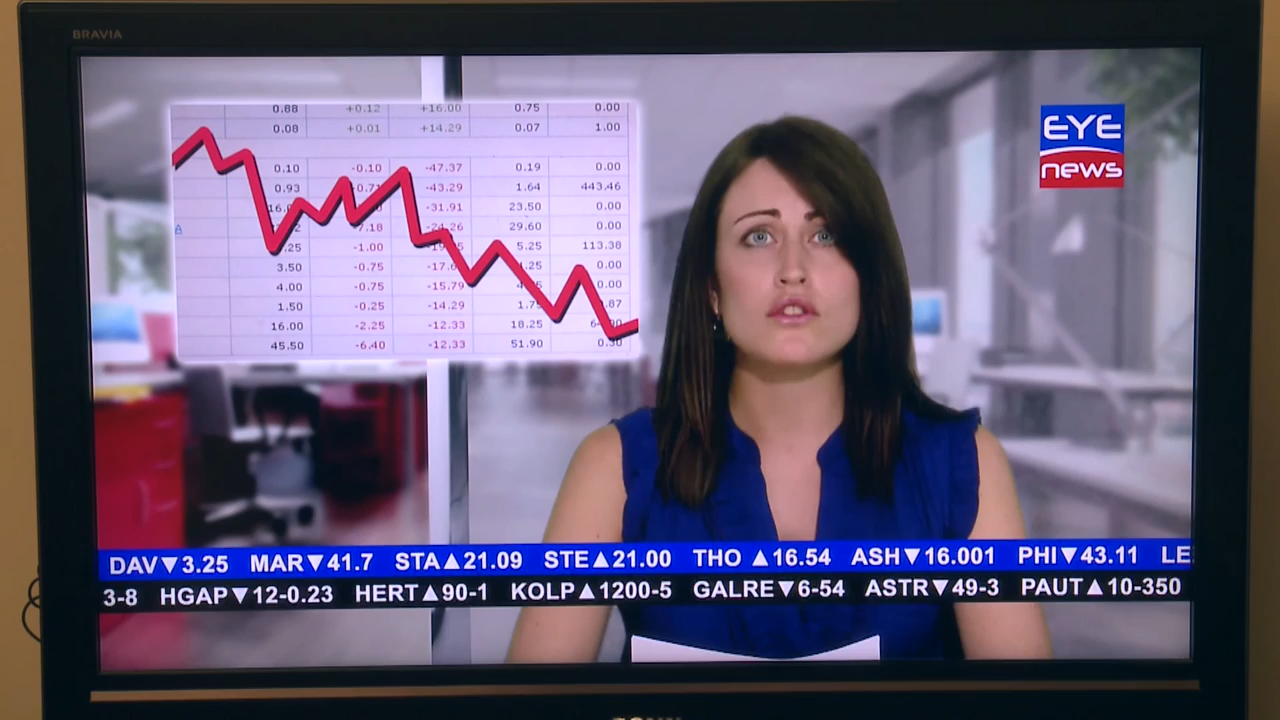 BRAVIA
EYE
news
0.88 +0.12 +16.00 0.75 0.00
0.08 +0.01 +14.29 0.07 1.00
0.10 -0.10 -47.37 0.19 0.00
0.93 -43.29 1.64 443.46
-31.91 23.50 0.00
29.60 0.00
-1.00 5.25 113.38
3.50 -0.75 0.00
4.00 -0.75 -15.79 0.00
1.50 -0.25 -14.29
16.00 -2.25 -12.33 18.25
45.50 -6.40 -12.33 51.90 0.30
DAV▼3.25 MAR▼41.7 STA▲21.09 STE▲21.00 THO ▲16.54 ASH▼16.001 PHI▼43.11 LE
3-8 HGAP▼12-0.23 HERT▲90-1 KOLP▲1200-5 GALRE▼6-54 ASTR▼49-3 PAUT▲10-350